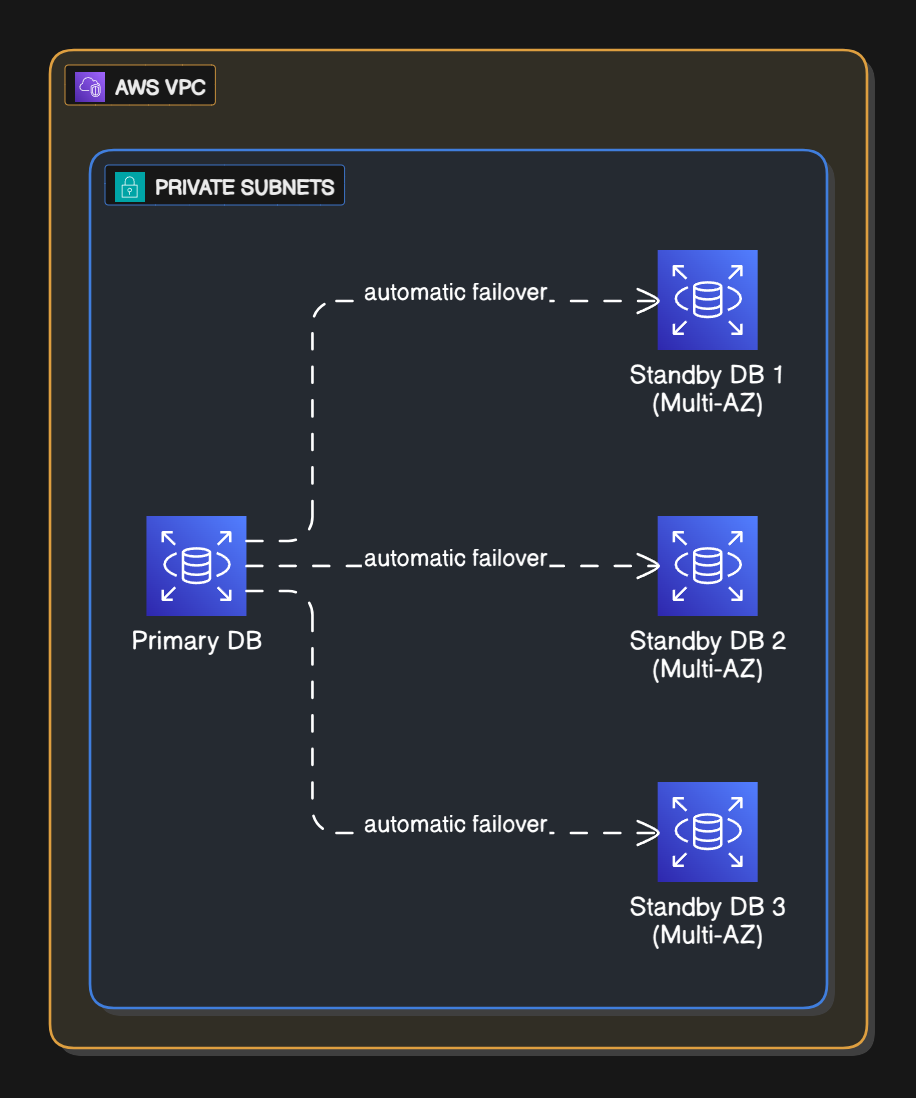 AWS VPC
PRIVATE SUBNETS
automatic failover
Standby DB 1
(Multi-AZ)
Primary DB
automatic failover
Standby DB 2
(Multi-AZ)
automatic failover
Standby DB 3
(Multi-AZ)